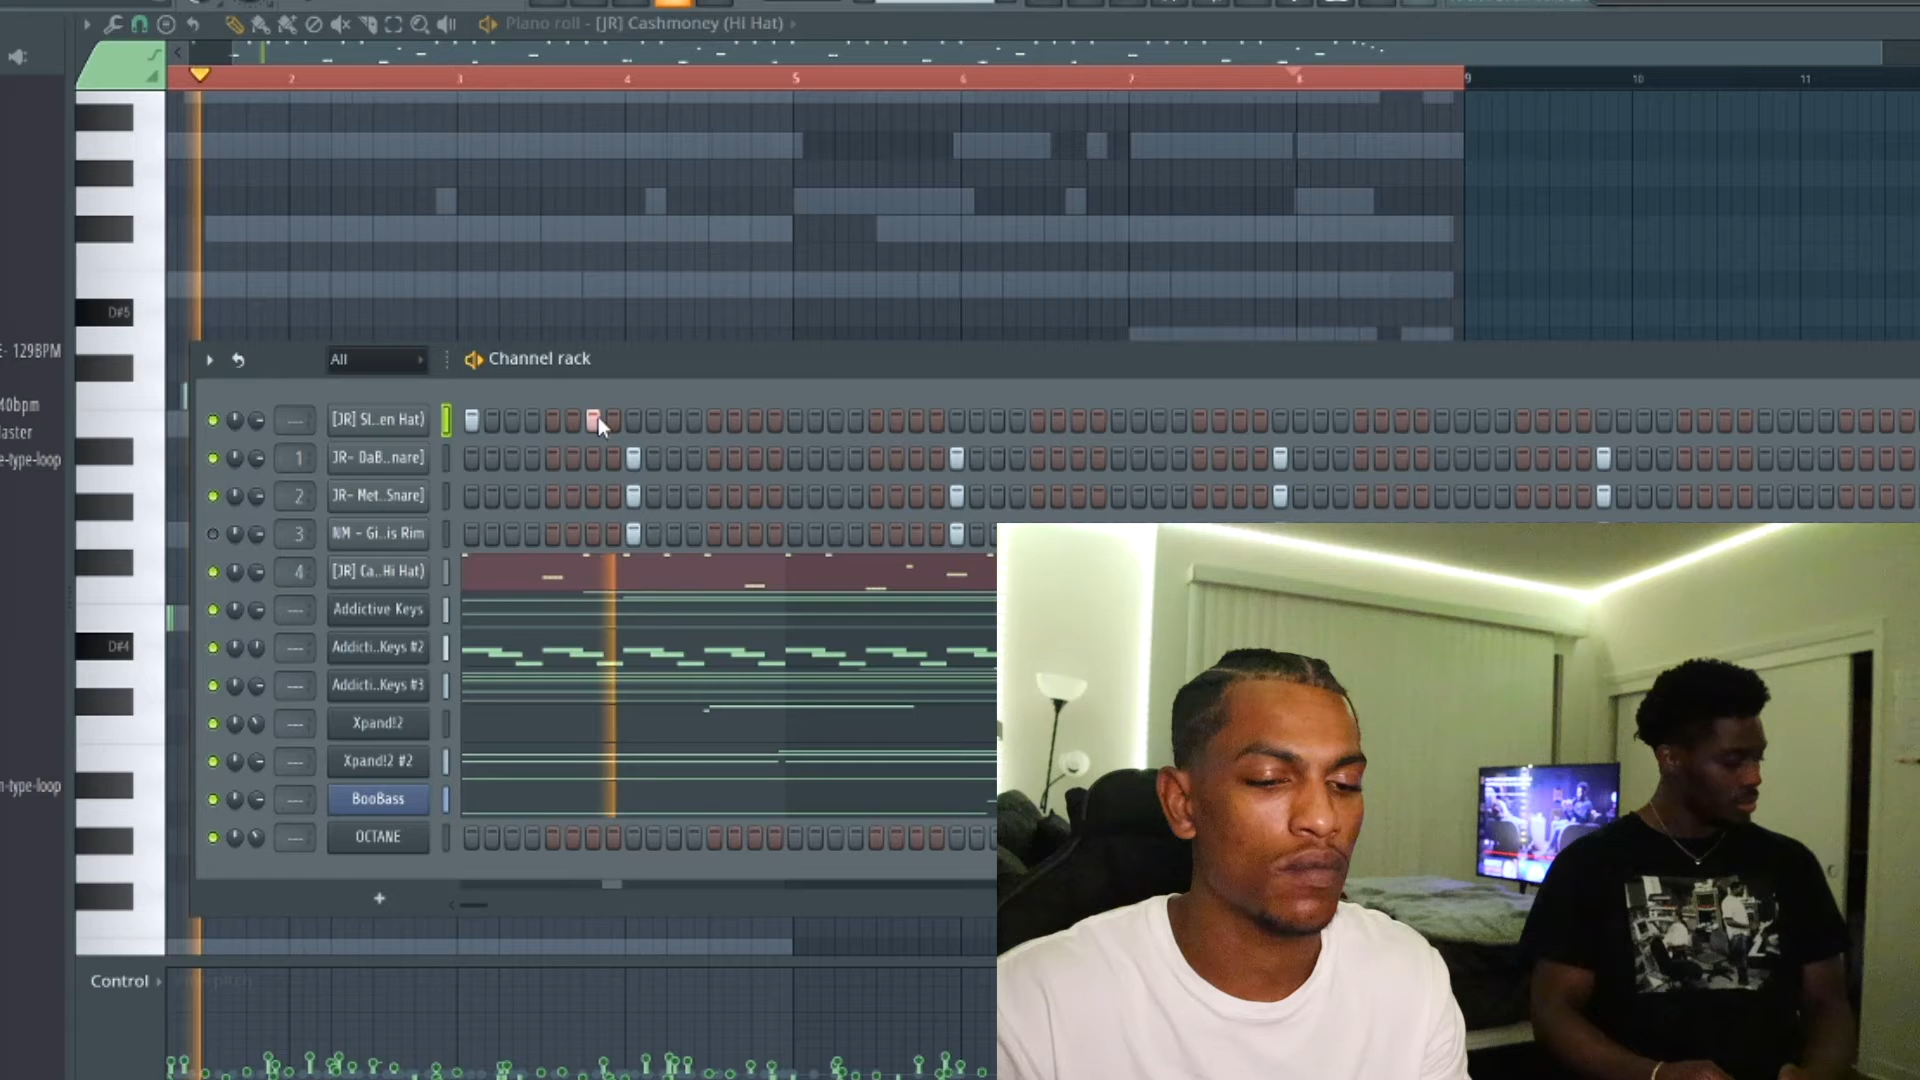 Piano roll - [JR] Cashmoney (Hi Hat)
2 3 4 5 6 7 8 9 10 11
D#5
129BPM
40bpm
e-type-loop
All
Channel rack
[JR] Sl..en Hat)
1 JR- DaB..nare]
2 JR- Met..Snare]
3 NM - Gi..is Rim
4 [JR] Ca..Hi Hat)
Addictive Keys
D#4
Addicti..Keys #2
Addicti..Keys #3
Xpand!2
Xpand!2 #2
-type-loop
BooBass
OCTANE
Control